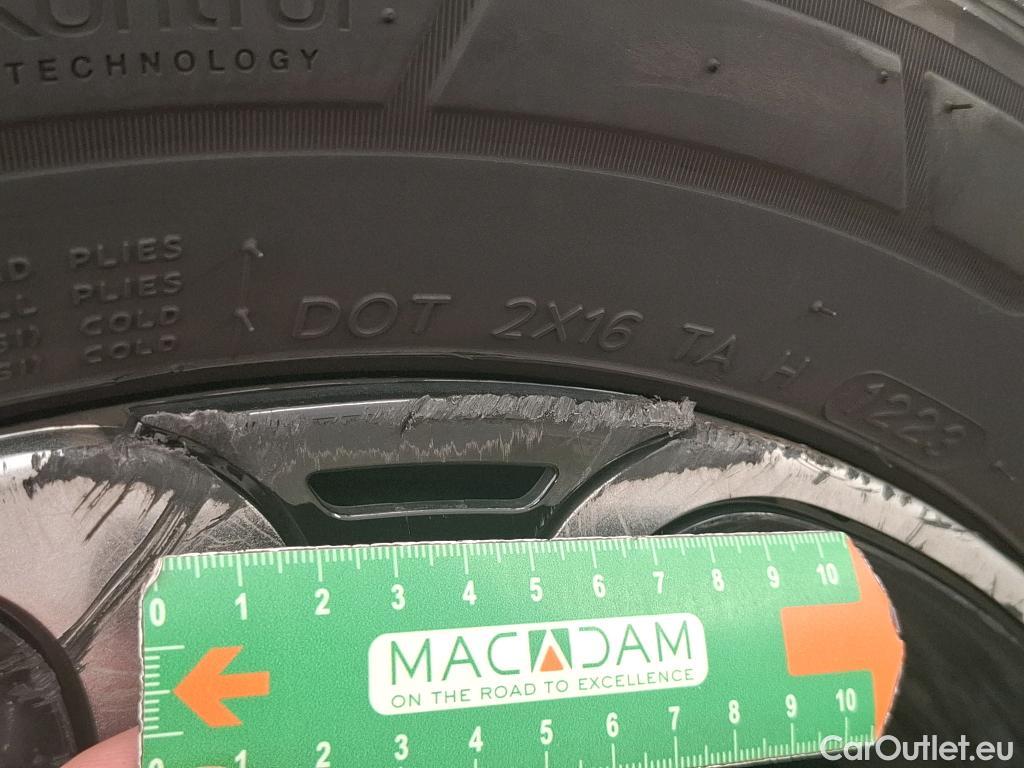 TECHNOLOGY
PLIES
PLIES
COLD
COLD
DOT 2X16 TA H 1223
0 1 2 3 4 5 6 7 8 9 10
MACADAM
ON THE ROAD TO EXCELLENCE
0 1 2 3 4 5 6 7 8 9 10
CarOutlet.eu